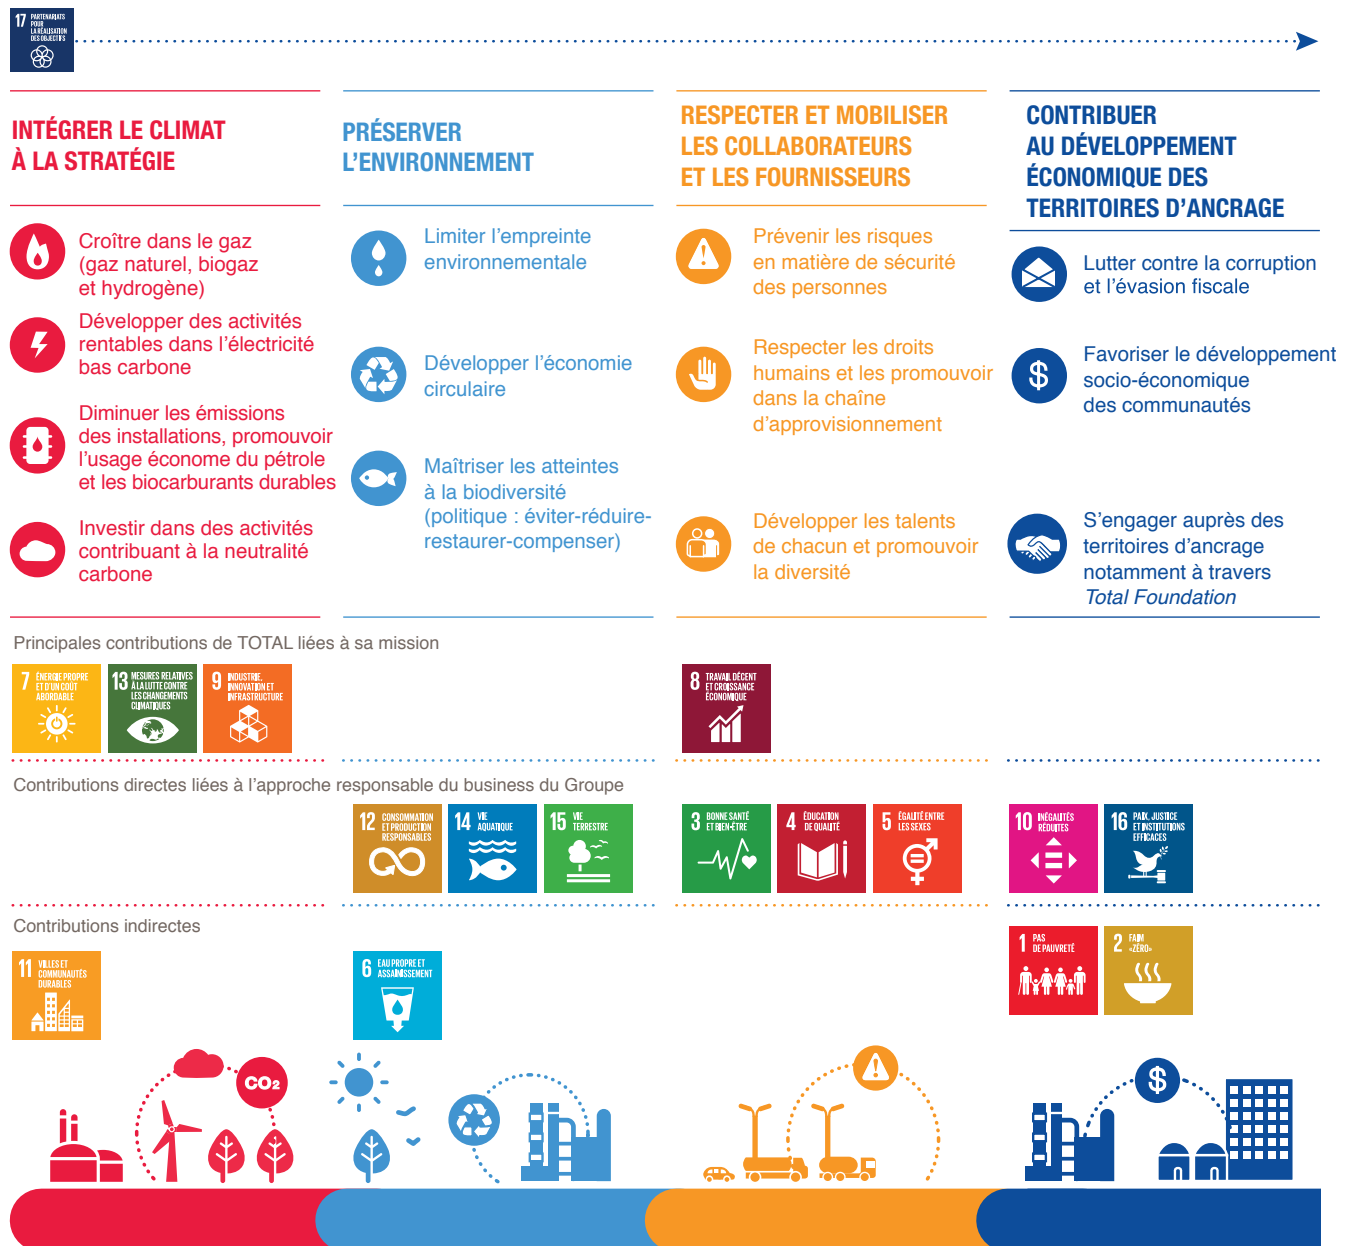 17 PARTENARIATS
POUR
LA RÉALISATION
DES OBJECTIFS
INTÉGRER LE CLIMAT
À LA STRATÉGIE
Croître dans le gaz
(gaz naturel, biogaz
et hydrogène)
Développer des activités
rentables dans l’électricité
bas carbone
Diminuer les émissions
des installations, promouvoir
l’usage économe du pétrole
et les biocarburants durables
Investir dans des activités
contribuant à la neutralité
carbone
PRÉSERVER
L’ENVIRONNEMENT
Limiter l’empreinte
environnementale
Développer l’économie
circulaire
Maîtriser les atteintes
à la biodiversité
(politique : éviter-réduire-
restaurer-compenser)
RESPECTER ET MOBILISER
LES COLLABORATEURS
ET LES FOURNISSEURS
Prévenir les risques
en matière de sécurité
des personnes
Respecter les droits
humains et les promouvoir
dans la chaîne
d’approvisionnement
Développer les talents
de chacun et promouvoir
la diversité
CONTRIBUER
AU DÉVELOPPEMENT
ÉCONOMIQUE DES
TERRITOIRES D’ANCRAGE
Lutter contre la corruption
et l’évasion fiscale
$
Favoriser le développement
socio-économique
des communautés
S’engager auprès des
territoires d’ancrage
notamment à travers
Total Foundation
Principales contributions de TOTAL liées à sa mission
7 ÉNERGIE PROPRE
ET D’UN COÛT
ABORDABLE
13 MESURES RELATIVES
À LA LUTTE CONTRE
LES CHANGEMENTS
CLIMATIQUES
9 INDUSTRIE,
INNOVATION ET
INFRASTRUCTURE
8 TRAVAIL DÉCENT
ET CROISSANCE
ÉCONOMIQUE
Contributions directes liées à l’approche responsable du business du Groupe
12 CONSOMMATION
ET PRODUCTION
RESPONSABLES
14 VIE
AQUATIQUE
15 VIE
TERRESTRE
3 BONNE SANTÉ
ET BIEN-ÊTRE
4 ÉDUCATION
DE QUALITÉ
5 ÉGALITÉ ENTRE
LES SEXES
10 INÉGALITÉS
RÉDUITES
16 PAIX, JUSTICE
ET INSTITUTIONS
EFFICACES
Contributions indirectes
11 VILLES ET
COMMUNAUTÉS
DURABLES
6 EAU PROPRE ET
ASSAINISSEMENT
1 PAS
DE PAUVRETÉ
2 FAIM
«ZÉRO»
CO₂
$